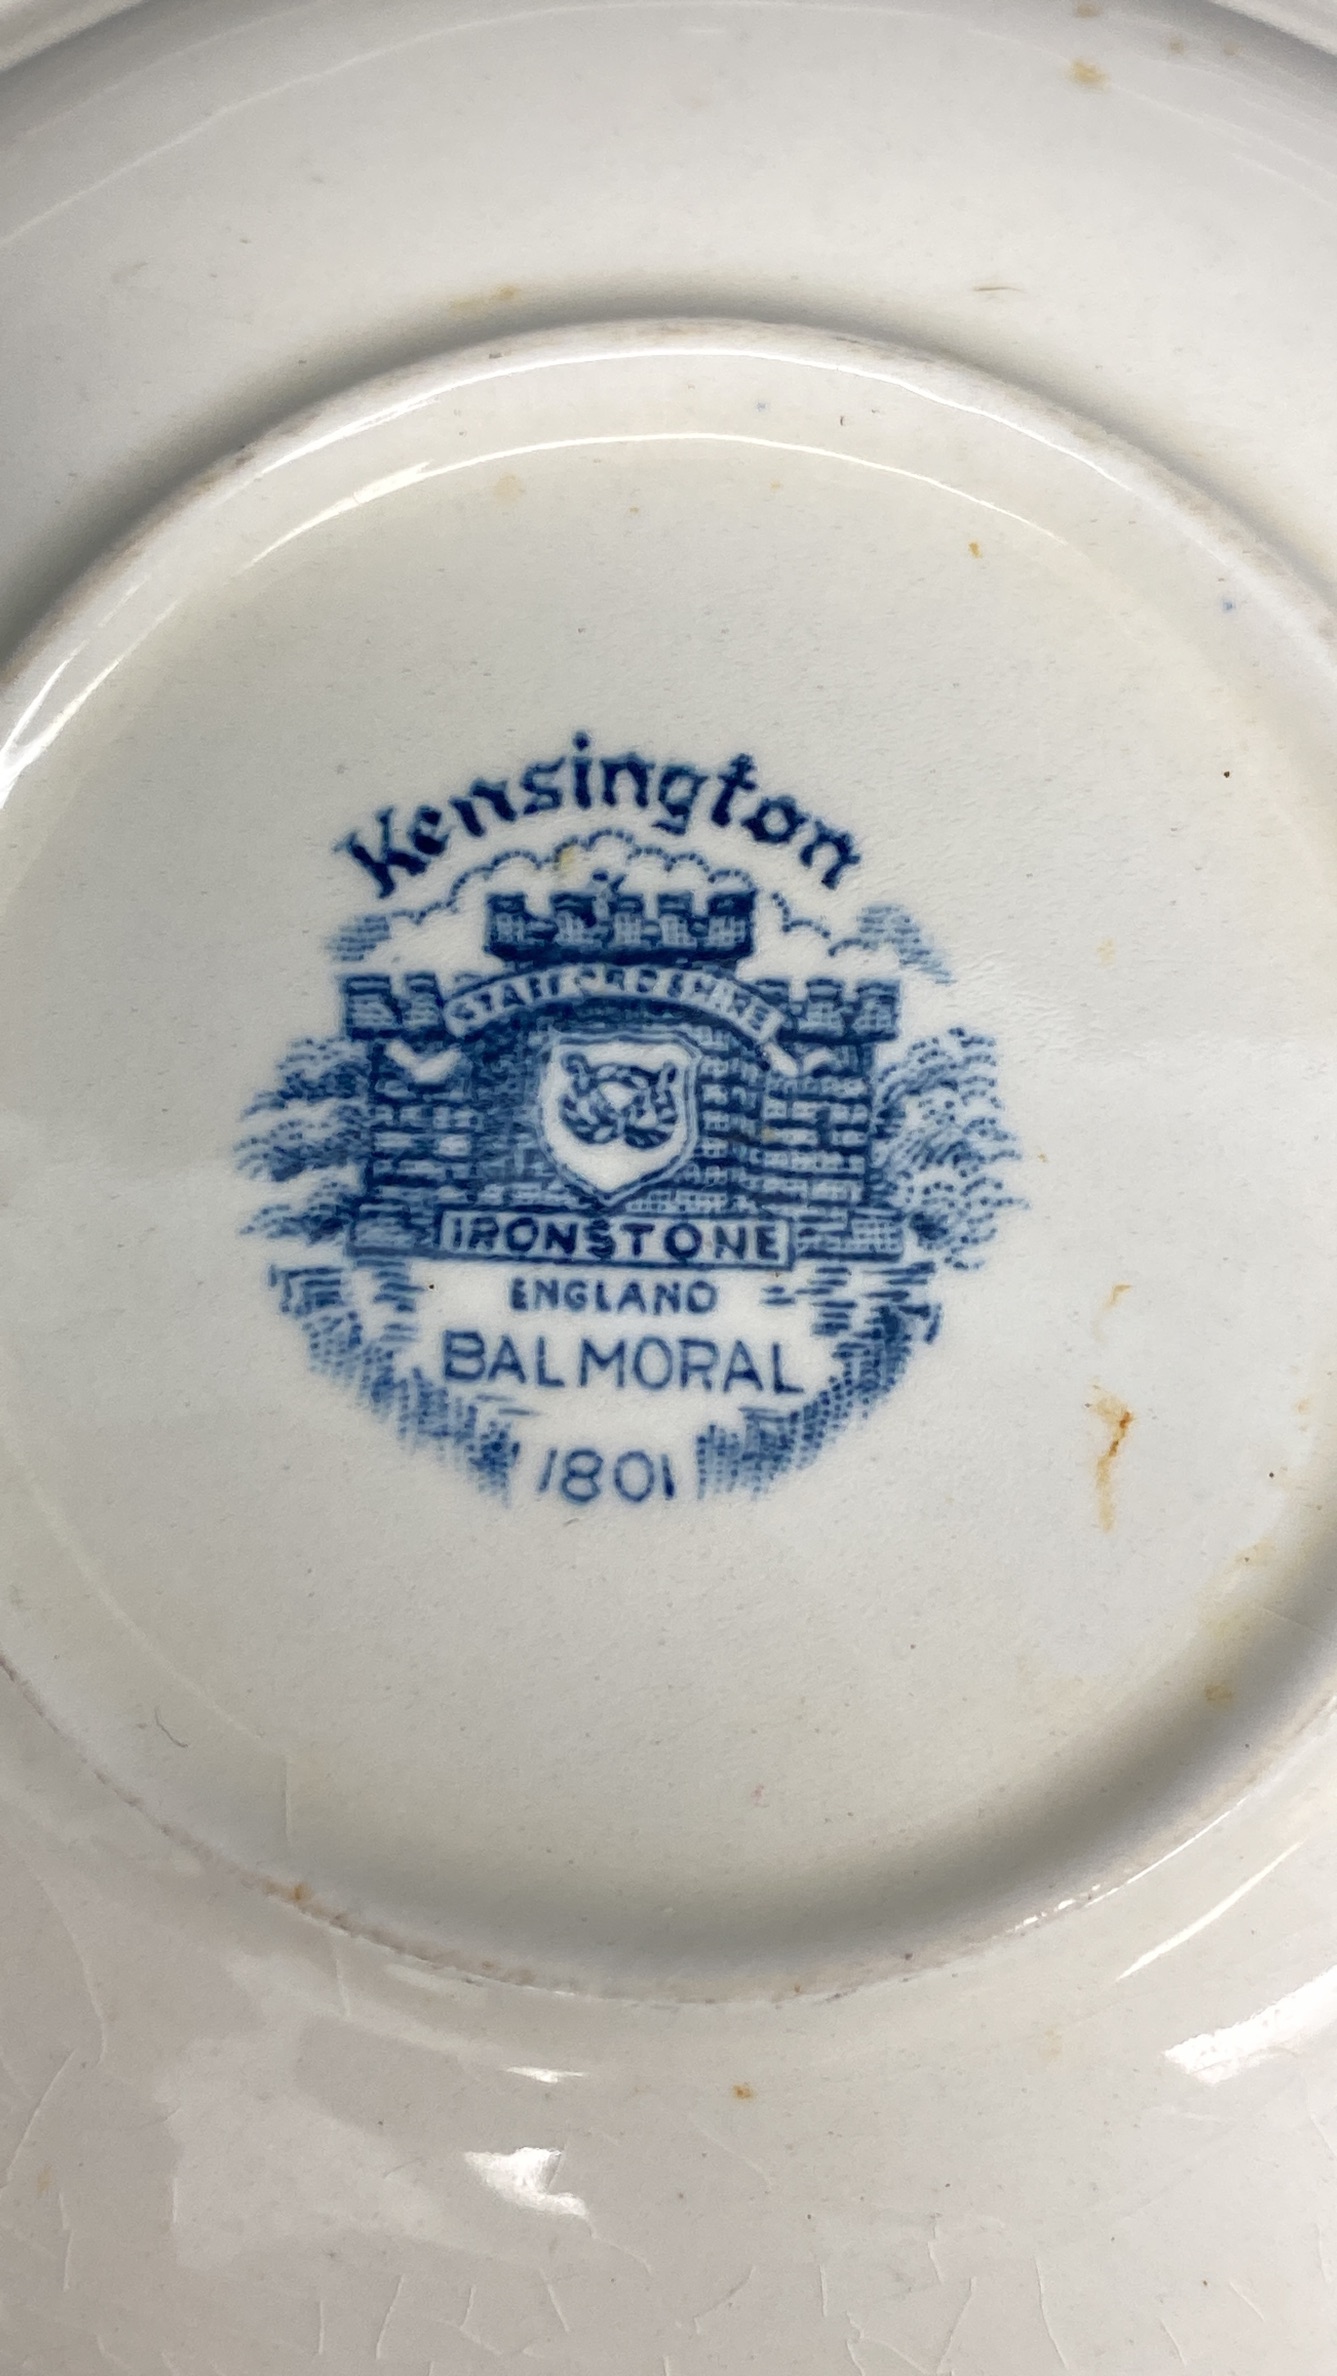 Kensington
STAFFORDSHIRE
IRONSTONE
ENGLAND
BALMORAL
1801